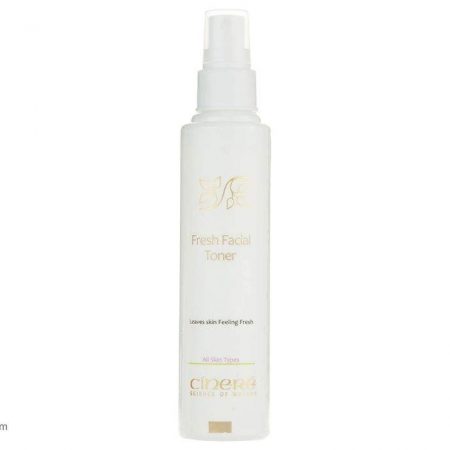 Fresh Facial
Toner
Leaves skin Feeling Fresh
All Skin Types
CINERE
SCIENCE OF NATURE
m